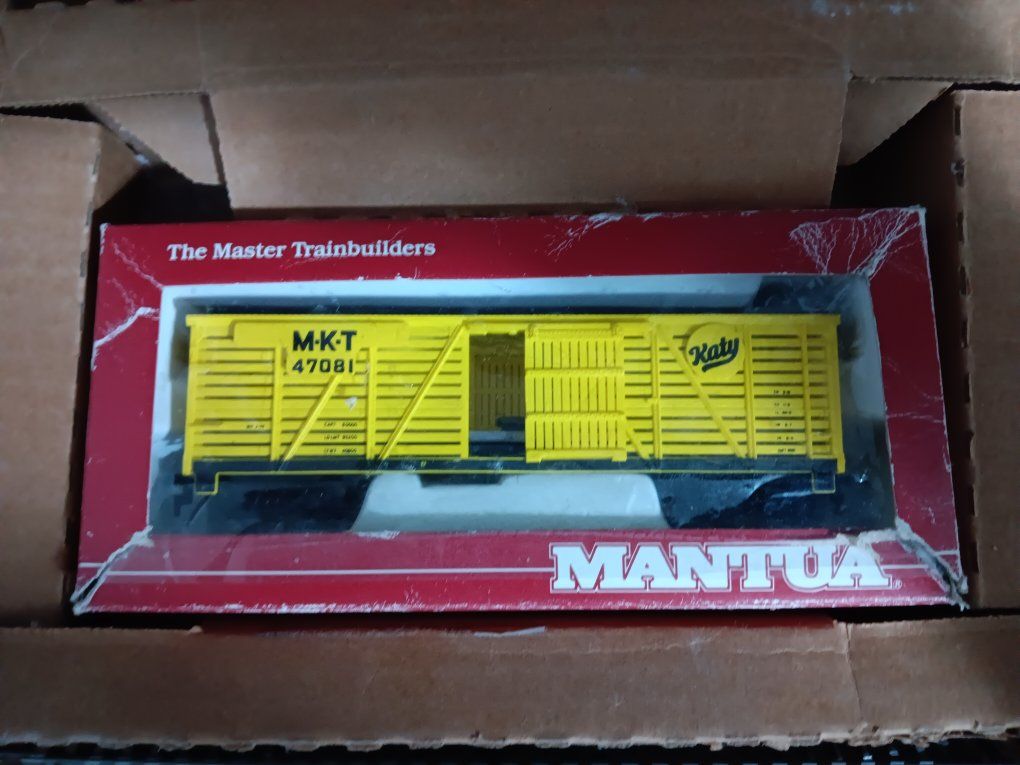 The Master Trainbuilders
M·K·T
47081
Katy
MANTUA®